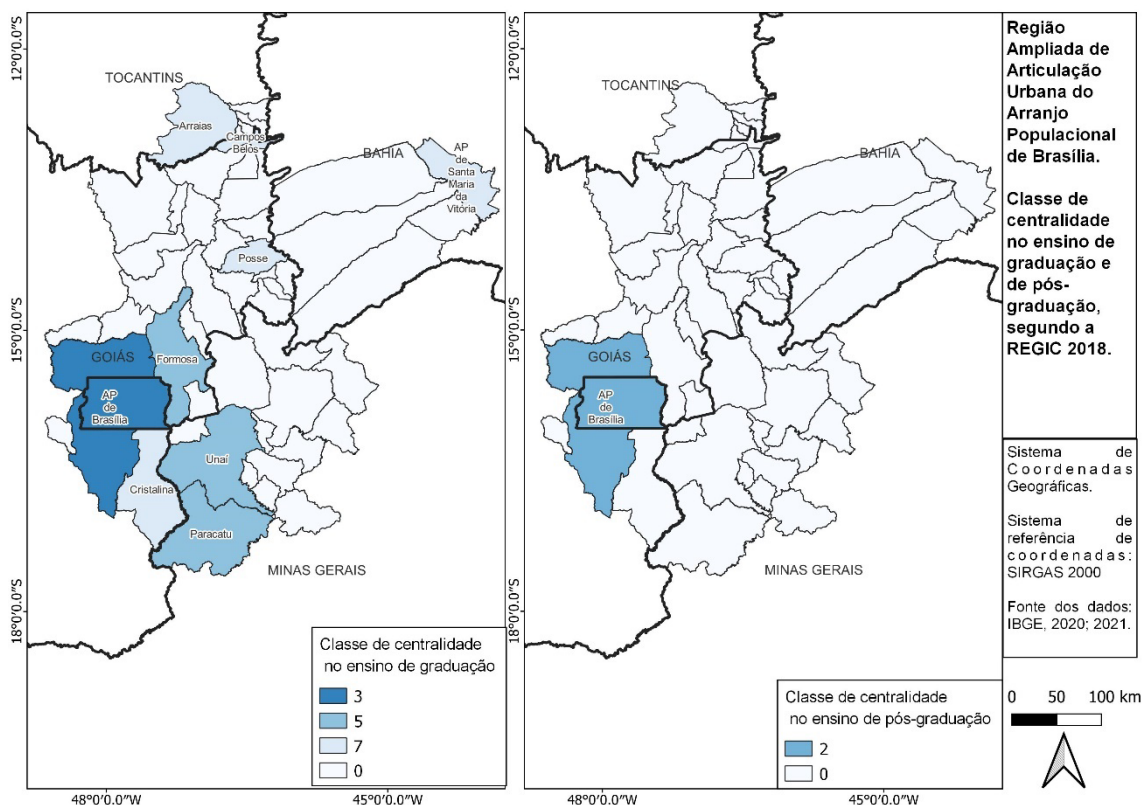 12°0'0.0"S
15°0'0.0"S
18°0'0.0"S
TOCANTINS
Arraias
Campos
Belos
BAHIA
AP
de
Santa
Maria
da
Vitória
Posse
GOIÁS
Formosa
AP
de
Brasília
Unaí
Cristalina
Paracatu
MINAS GERAIS
Classe de centralidade
no ensino de graduação
3
5
7
0
48°0'0.0"W
45°0'0.0"W
12°0'0.0"S
15°0'0.0"S
18°0'0.0"S
TOCANTINS
BAHIA
GOIÁS
AP
de
Brasília
MINAS GERAIS
Classe de centralidade
no ensino de pós-graduação
2
0
48°0'0.0"W
45°0'0.0"W
Região
Ampliada de
Articulação
Urbana do
Arranjo
Populacional
de Brasília.
Classe de
centralidade
no ensino de
graduação e
de pós-
graduação,
segundo a
REGIC 2018.
Sistema de
Coordenadas
Geográficas.
Sistema de
referência de
coordenadas:
SIRGAS 2000
Fonte dos dados:
IBGE, 2020; 2021.
0 50 100 km